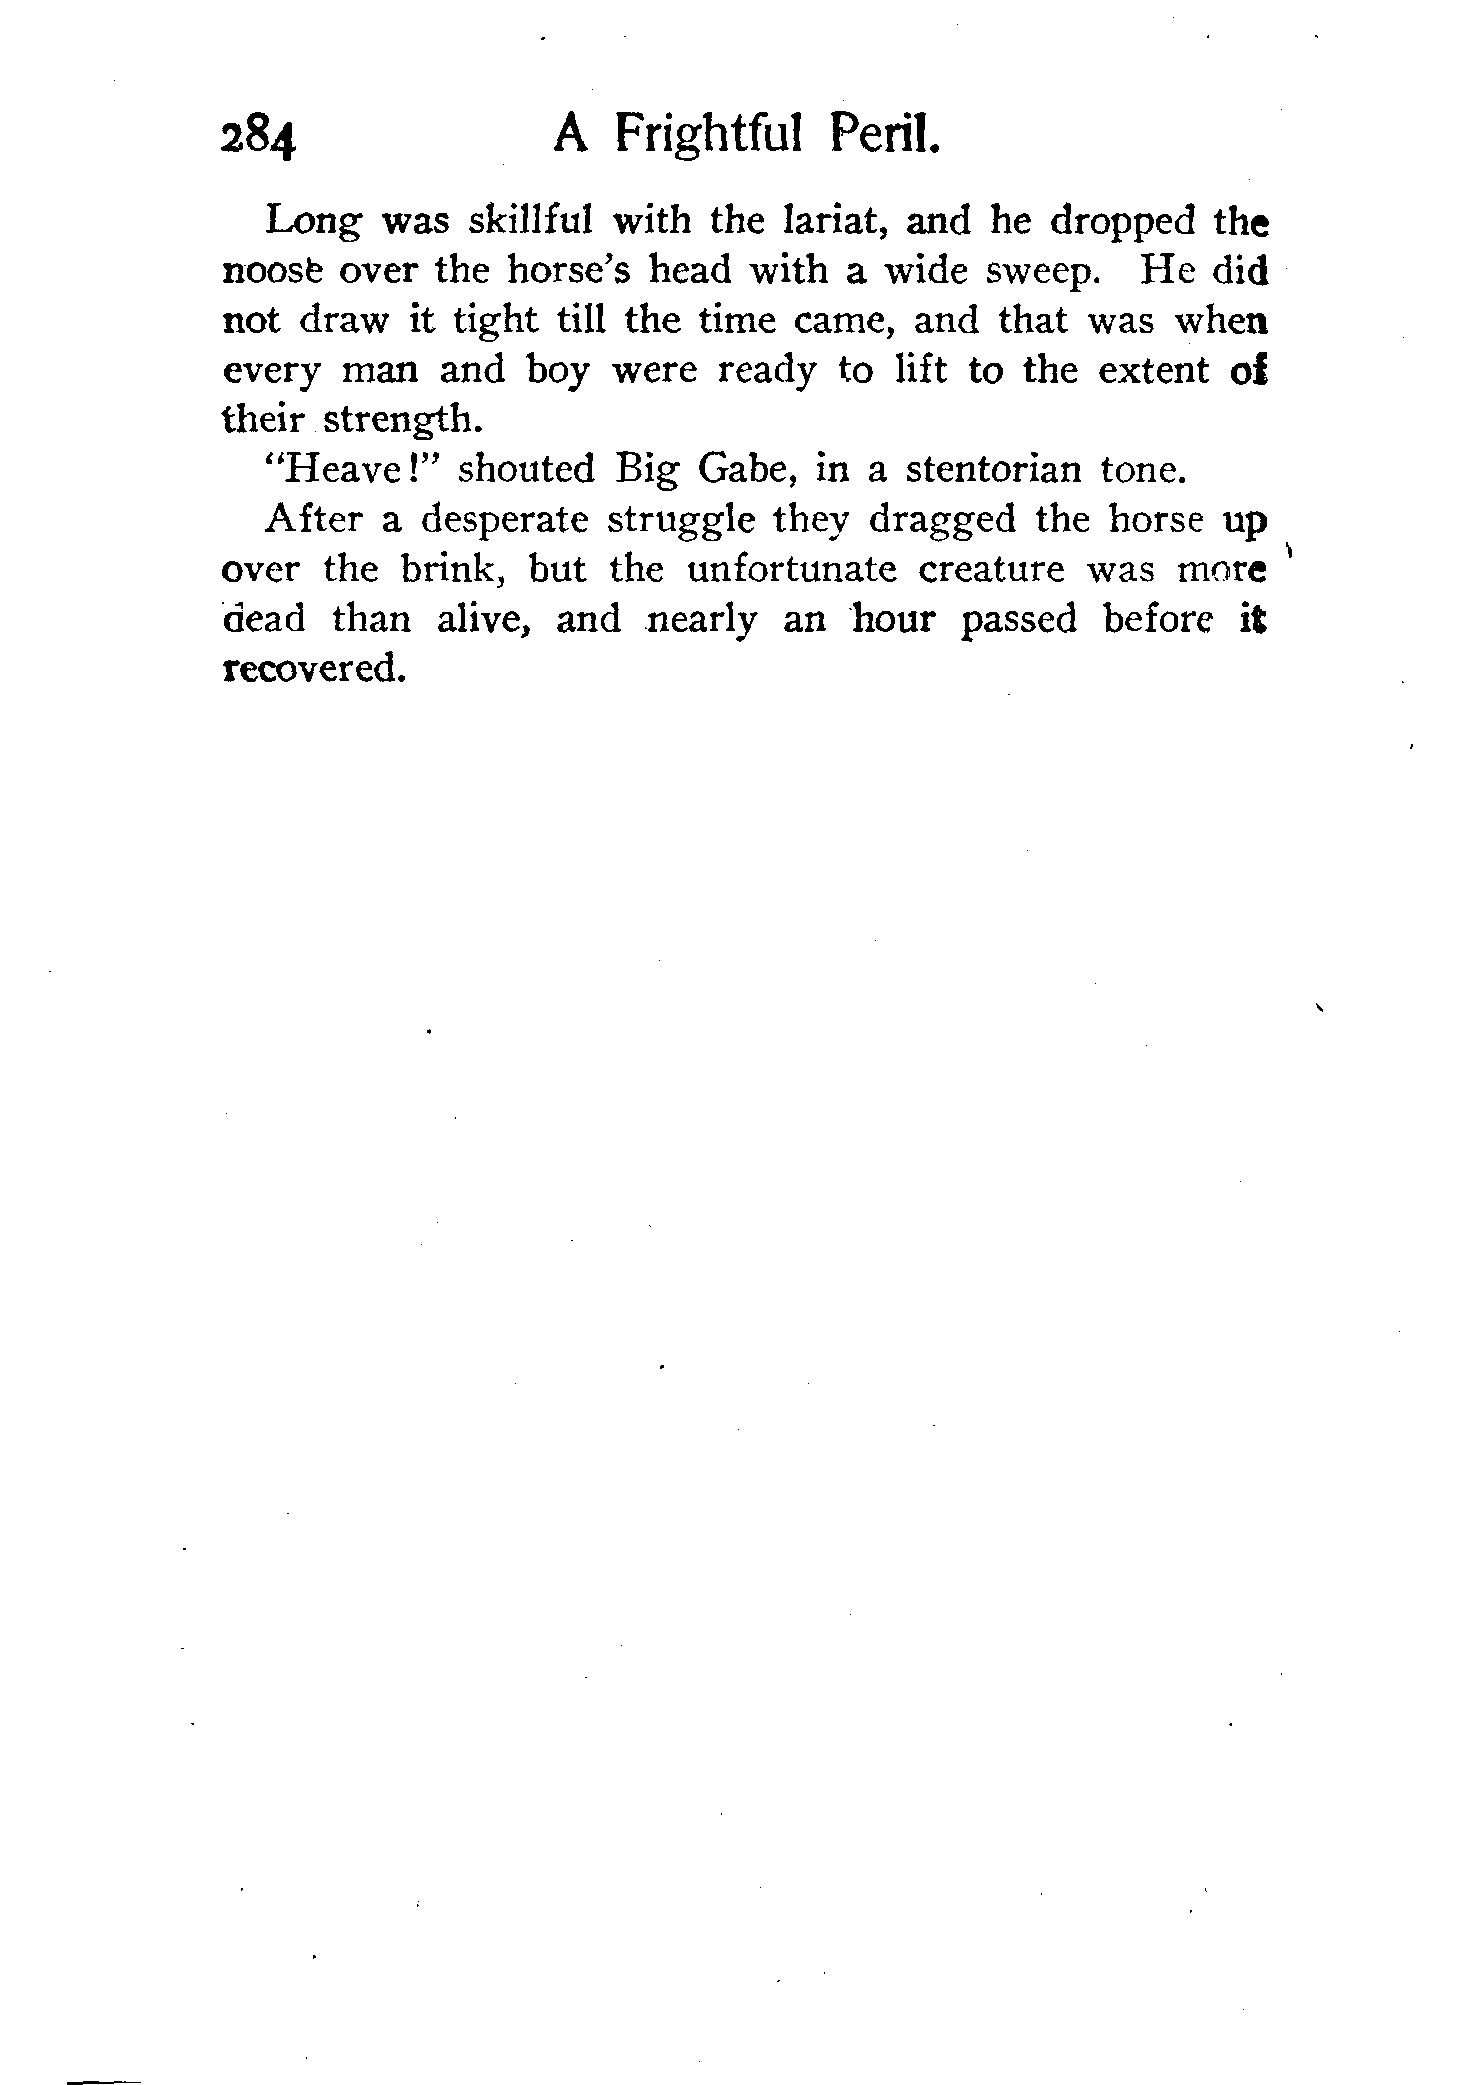 284 A Frightful Peril.
Long was skillful with the lariat, and he dropped the
noose over the horse's head with a wide sweep. He did
not draw it tight till the time came, and that was when
every man and boy were ready to lift to the extent of
their strength.
"Heave!" shouted Big Gabe, in a stentorian tone.
After a desperate struggle they dragged the horse up
over the brink, but the unfortunate creature was more
dead than alive, and nearly an hour passed before it
recovered.